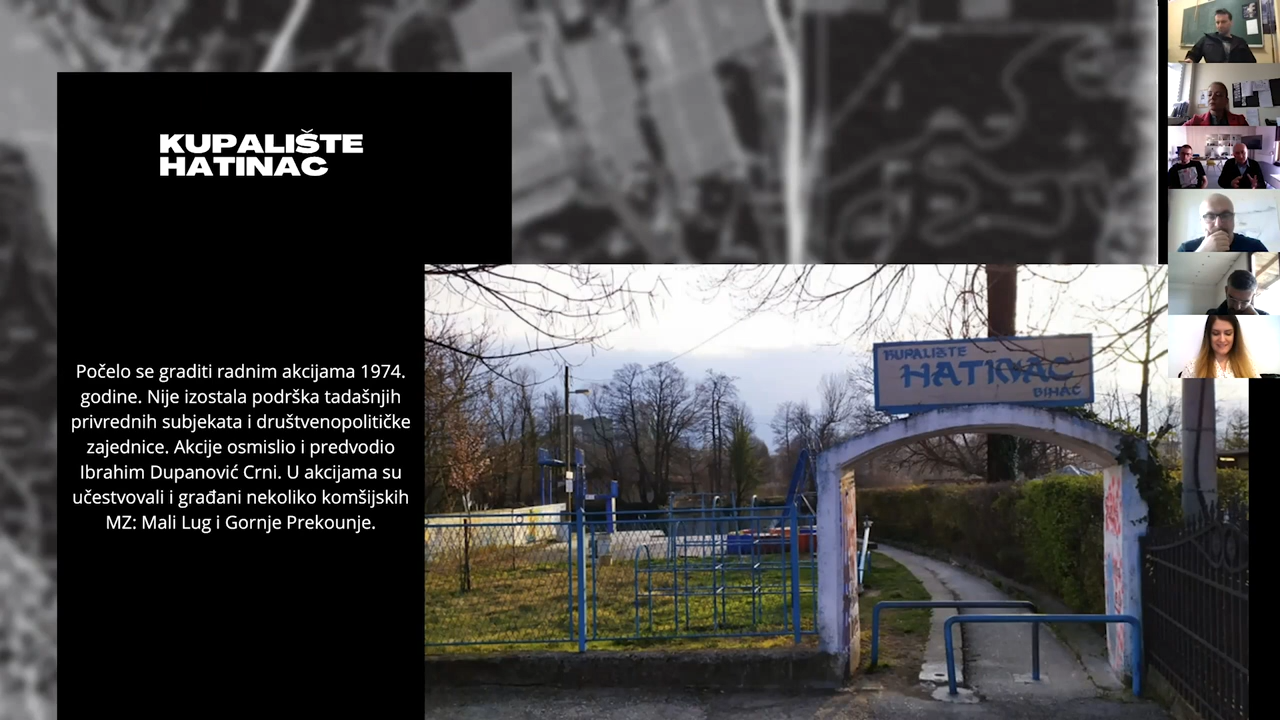 KUPALIŠTE
HATINAC
Počelo se graditi radnim akcijama 1974.
godine. Nije izostala podrška tadašnjih
privrednih subjekata i društvenopolitičke
zajednice. Akcije osmislio i predvodio
Ibrahim Dupanović Crni. U akcijama su
učestvovali i građani nekoliko komšijskih
MZ: Mali Lug i Gornje Prekounje.
KUPALIŠTE
HATINAC
BIHAĆ